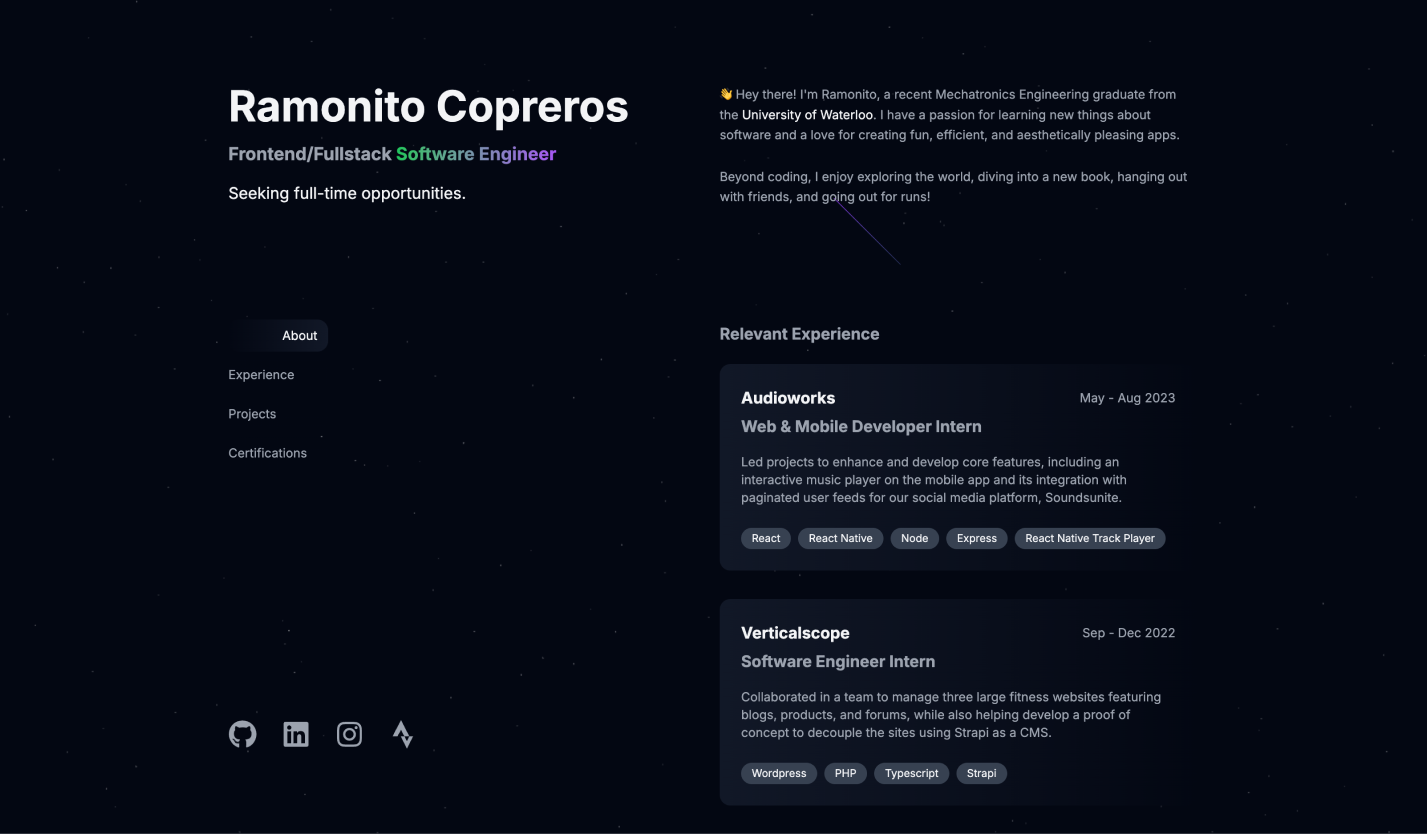 Ramonito Copreros
Frontend/Fullstack Software Engineer
Seeking full-time opportunities.
About
Experience
Projects
Certifications
👋 Hey there! I'm Ramonito, a recent Mechatronics Engineering graduate from
the University of Waterloo. I have a passion for learning new things about
software and a love for creating fun, efficient, and aesthetically pleasing apps.
Beyond coding, I enjoy exploring the world, diving into a new book, hanging out
with friends, and going out for runs!
Relevant Experience
Audioworks May - Aug 2023
Web & Mobile Developer Intern
Led projects to enhance and develop core features, including an
interactive music player on the mobile app and its integration with
paginated user feeds for our social media platform, Soundsunite.
React React Native Node Express React Native Track Player
Verticalscope Sep - Dec 2022
Software Engineer Intern
Collaborated in a team to manage three large fitness websites featuring
blogs, products, and forums, while also helping develop a proof of
concept to decouple the sites using Strapi as a CMS.
Wordpress PHP Typescript Strapi